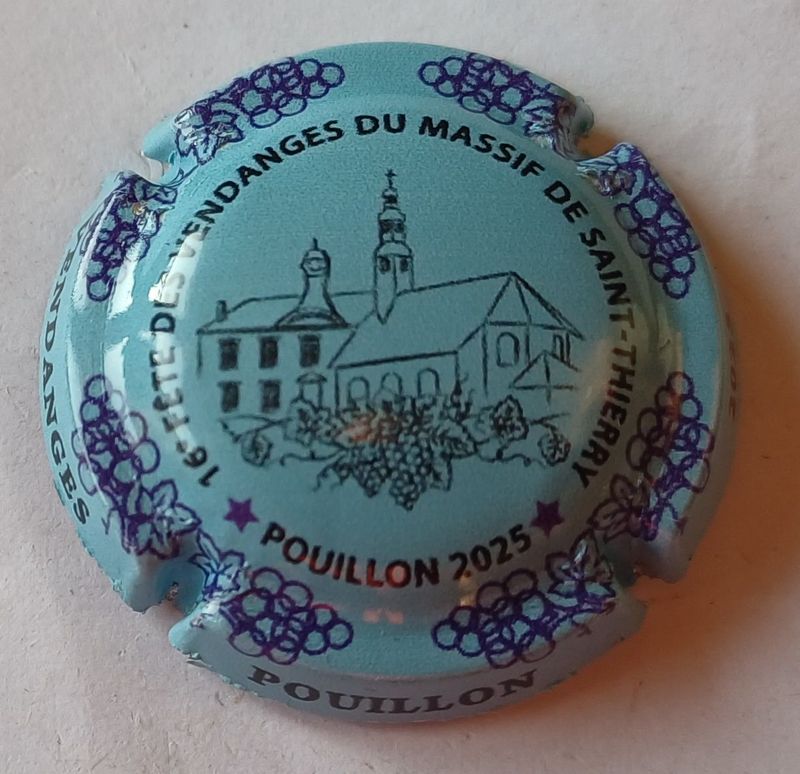 16e FÊTE DES VENDANGES DU MASSIF DE SAINT-THIERRY
POUILLON 2025
VENDANGES
POUILLON